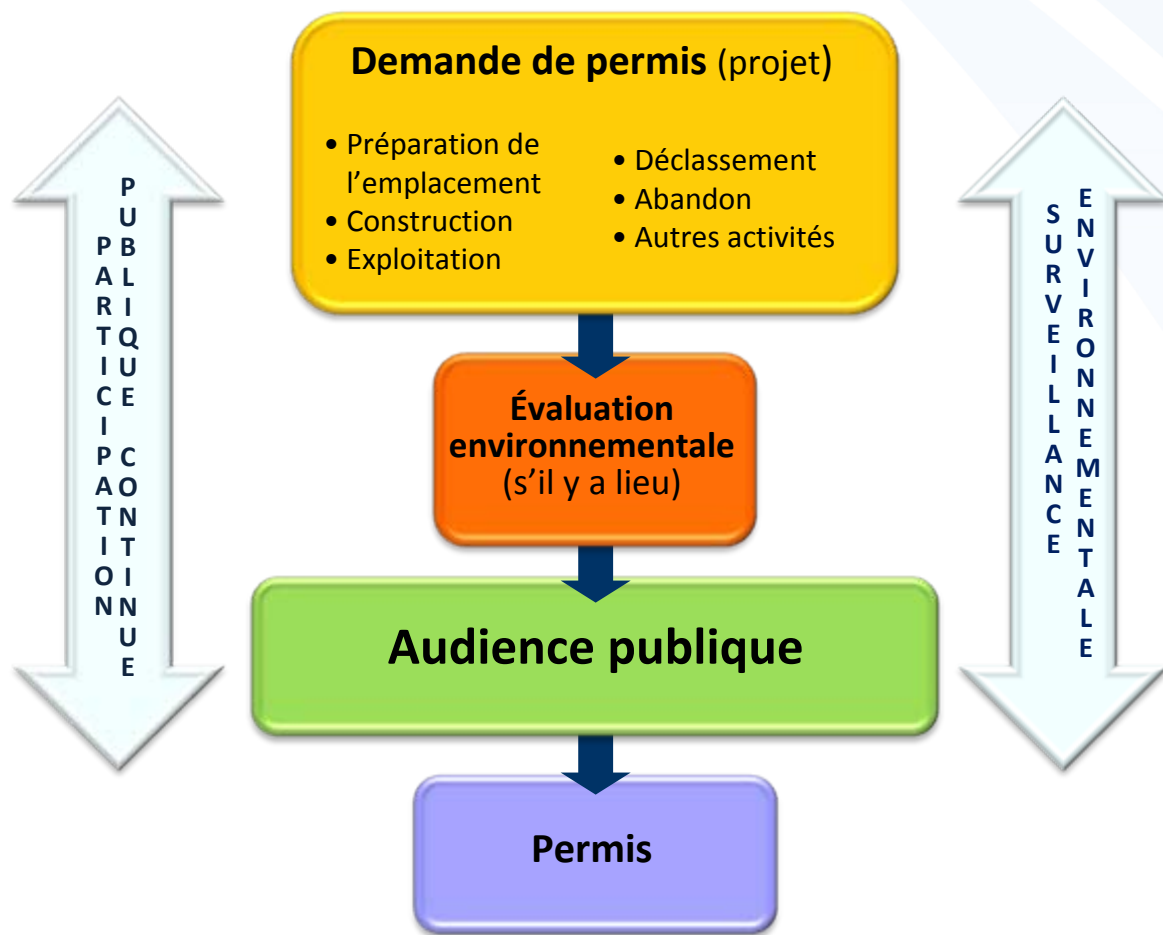 Demande de permis (projet)
• Préparation de
l'emplacement
• Construction
• Exploitation
• Déclassement
• Abandon
• Autres activités
PARTICIPATION
PUBLIQUE CONTINUE
Évaluation
environnementale
(s'il y a lieu)
SURVEILLANCE
ENVIRONNEMENTALE
Audience publique
Permis